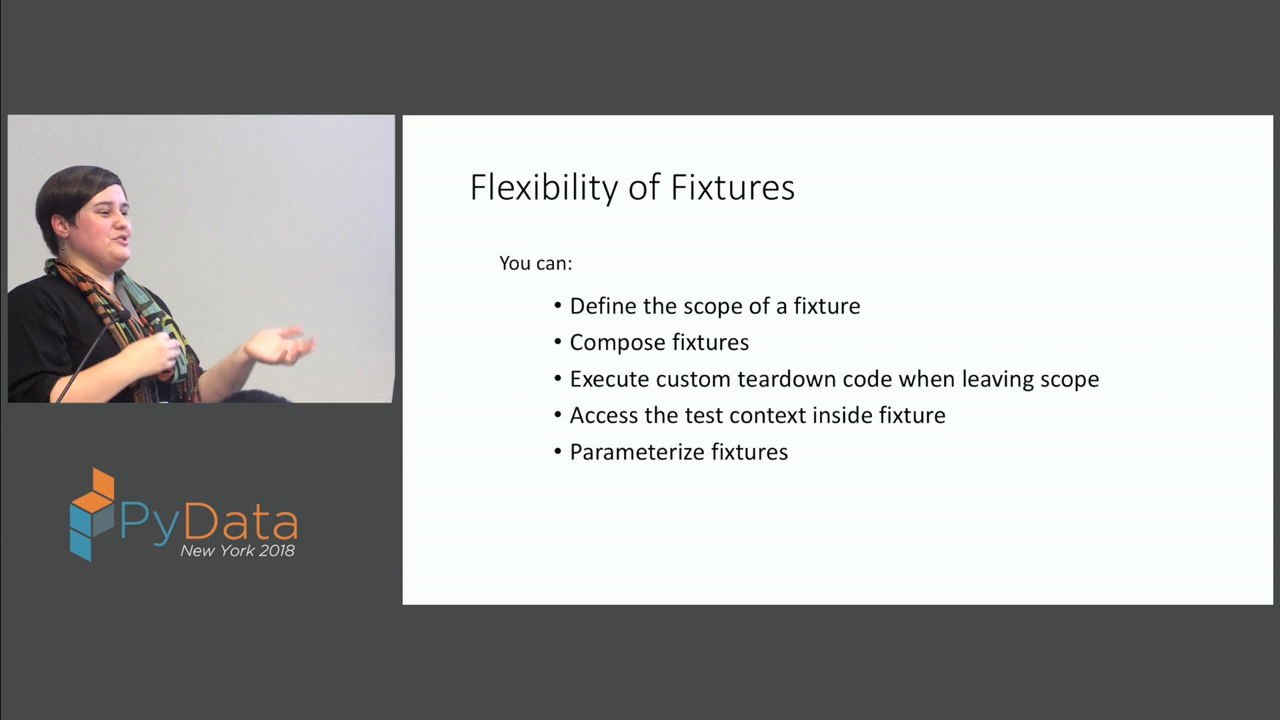 Flexibility of Fixtures
You can:
• Define the scope of a fixture
• Compose fixtures
• Execute custom teardown code when leaving scope
• Access the test context inside fixture
• Parameterize fixtures
PyData
New York 2018